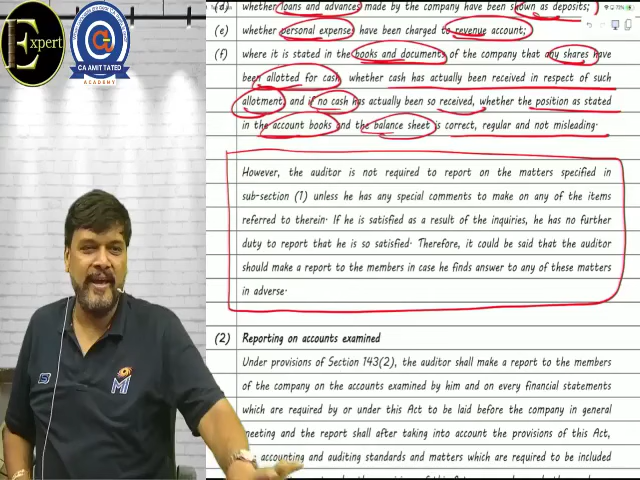 Expert
CA AMIT TATED
ACADEMY
(d) whether loans and advances made by the company have been shown as deposits;
(e) whether personal expenses have been charged to revenue account;
(f) where it is stated in the books and documents of the company that any shares have
been allotted for cash, whether cash has actually been received in respect of such
allotment, and if no cash has actually been so received, whether the position as stated
in the account books and the balance sheet is correct, regular and not misleading.
However, the auditor is not required to report on the matters specified in
sub-section (1) unless he has any special comments to make on any of the items
referred to therein. If he is satisfied as a result of the inquiries, he has no further
duty to report that he is so satisfied. Therefore, it could be said that the auditor
should make a report to the members in case he finds answer to any of these matters
in adverse.
(2) Reporting on accounts examined
Under provisions of Section 143(2), the auditor shall make a report to the members
of the company on the accounts examined by him and on every financial statements
which are required by or under this Act to be laid before the company in general
meeting and the report shall after taking into account the provisions of this Act,
accounting and auditing standards and matters which are required to be included
MI